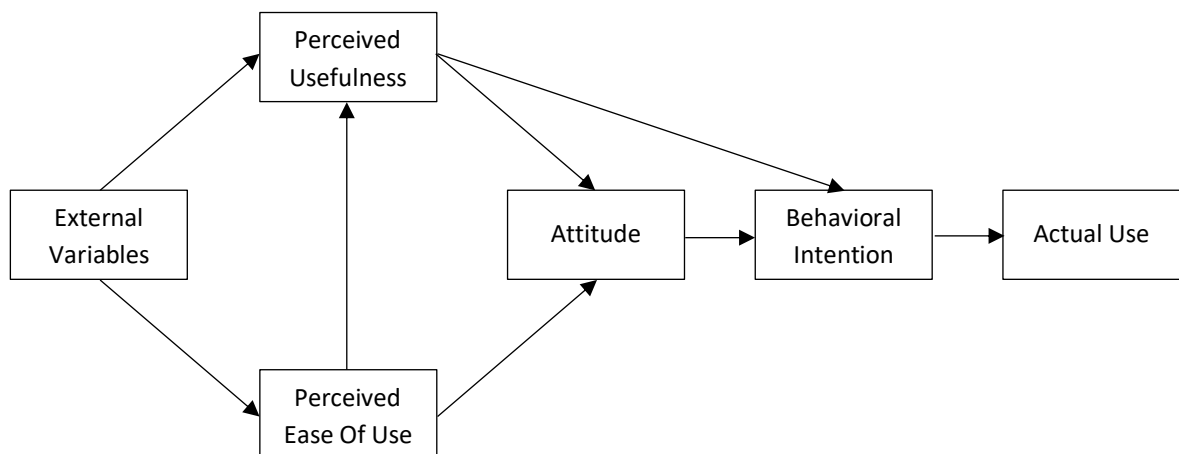 Perceived
Usefulness
External
Variables
Attitude
Behavioral
Intention
Actual Use
Perceived
Ease Of Use